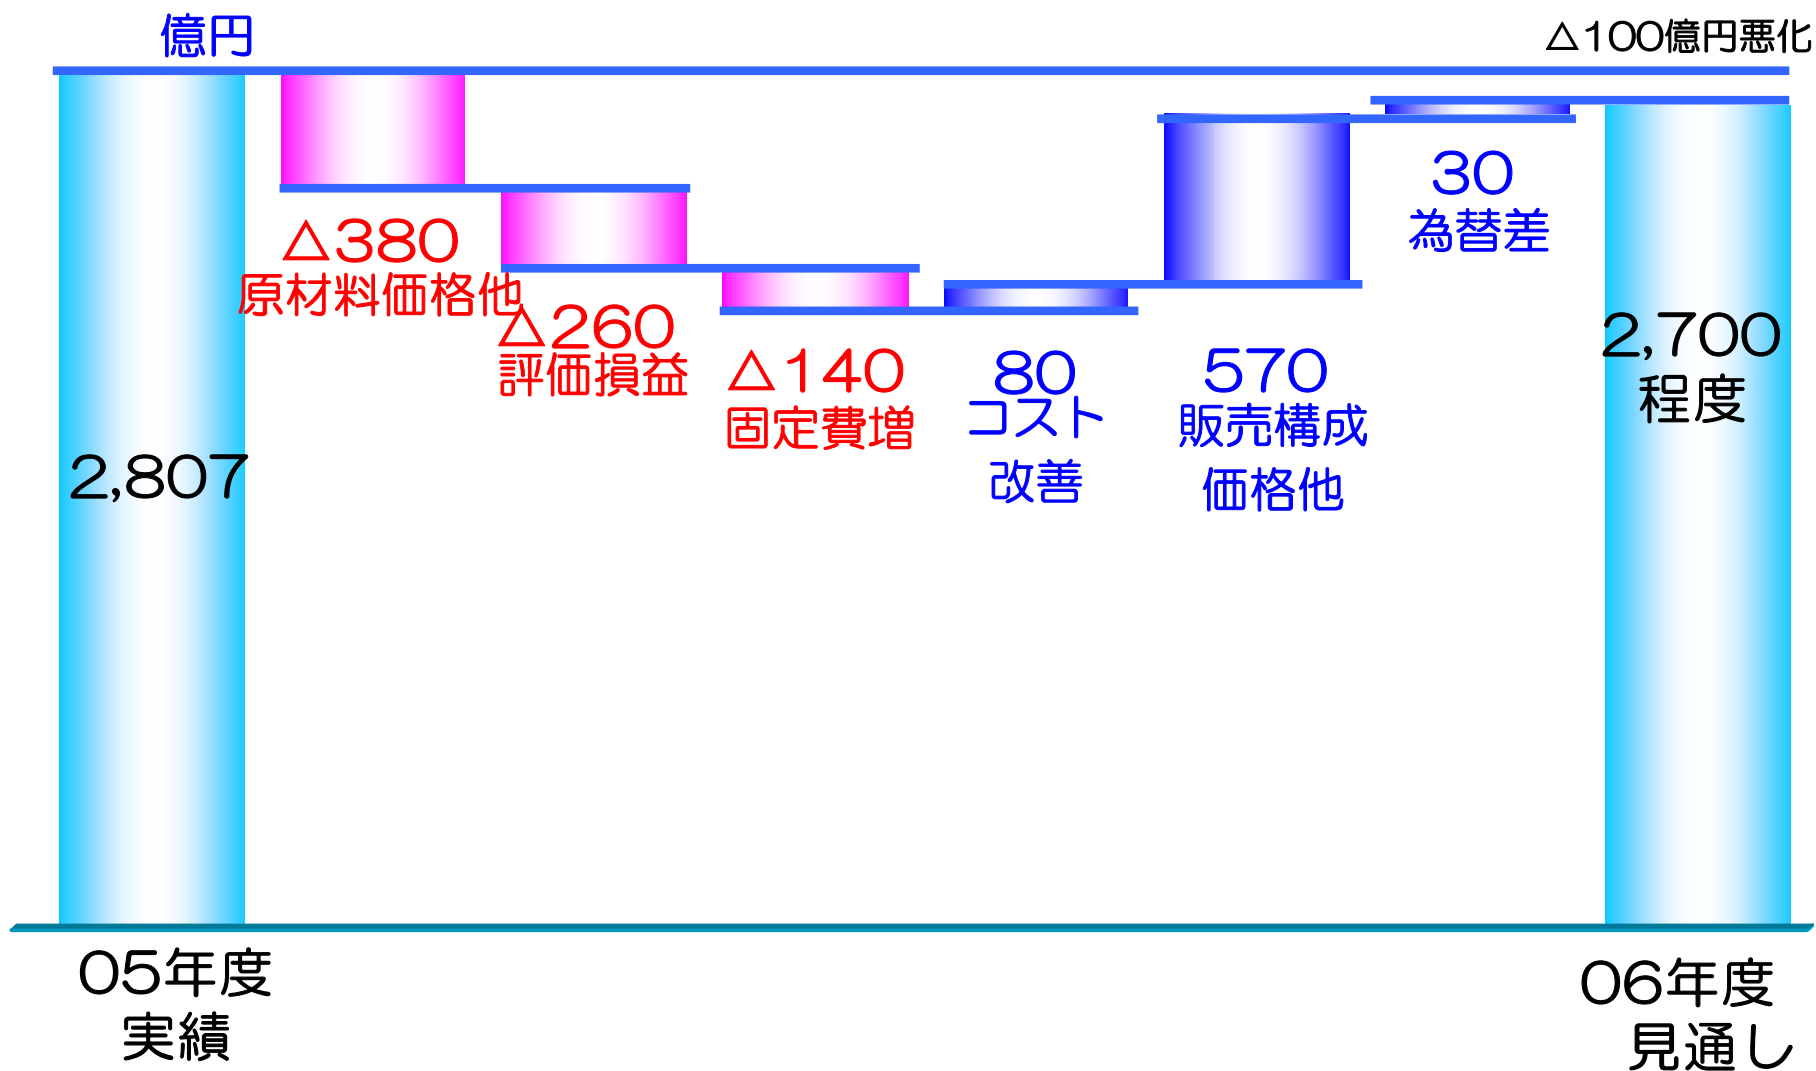 億円
△100億円悪化
△380
原材料価格他
△260
評価損益
△140
固定費増
80
コスト
改善
570
販売構成
価格他
30
為替差
2,807
2,700
程度
05年度
実績
06年度
見通し